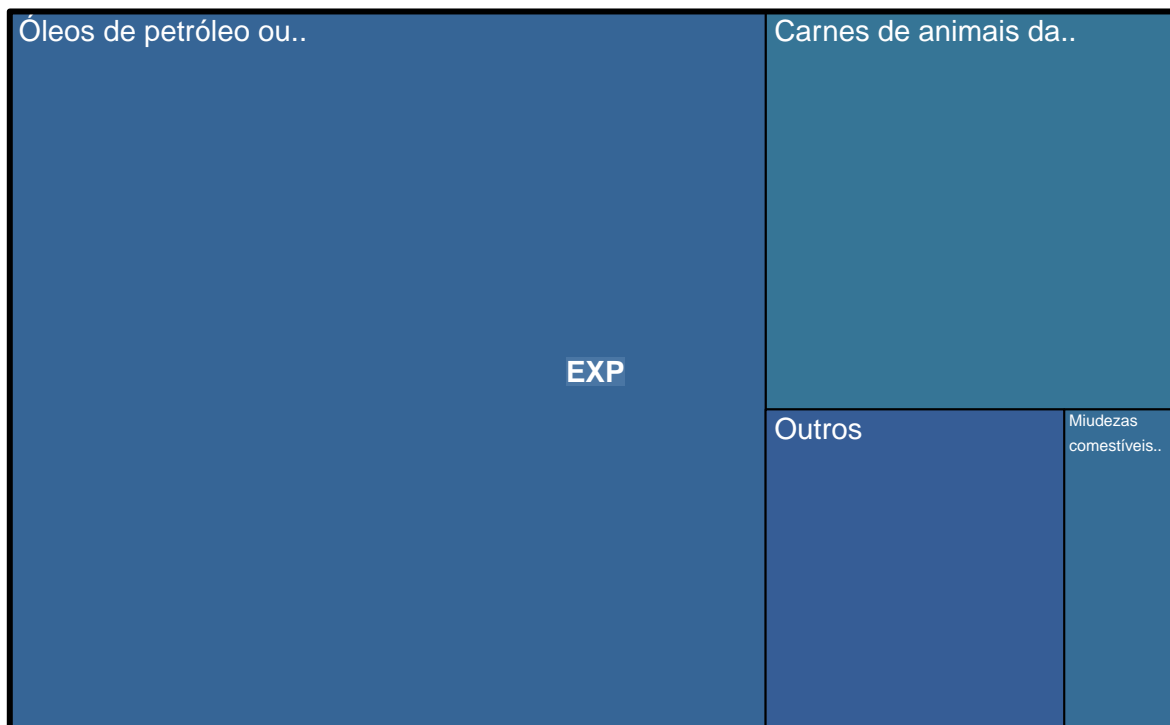 Óleos de petróleo ou..
Carnes de animais da..
EXP
Outros
Miudezas
comestíveis..